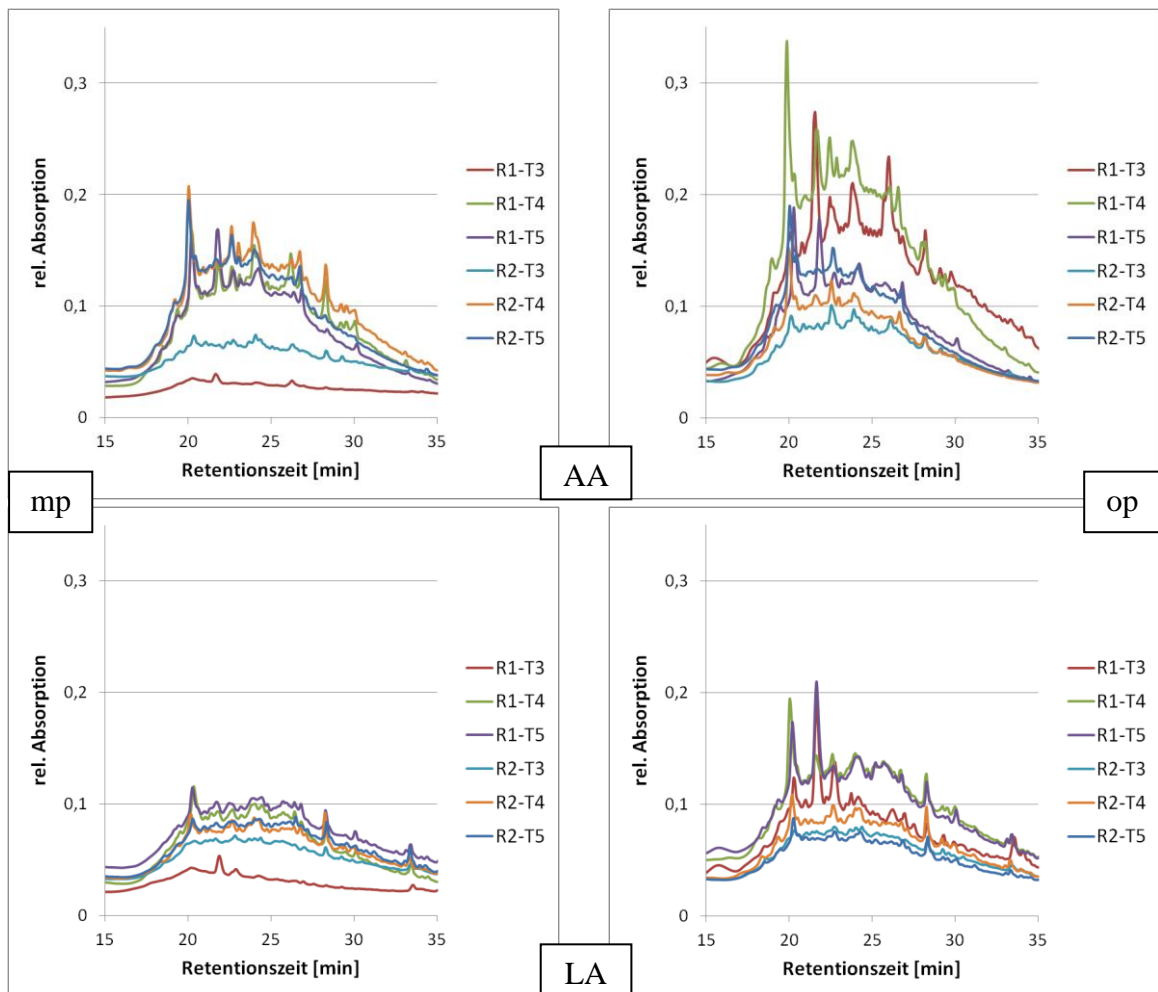 rel. Absorption
0,3
0,2
0,1
0
15 20 25 30 35
Retentionszeit [min]
R1-T3
R1-T4
R1-T5
R2-T3
R2-T4
R2-T5
rel. Absorption
0,3
0,2
0,1
0
15 20 25 30 35
Retentionszeit [min]
R1-T3
R1-T4
R1-T5
R2-T3
R2-T4
R2-T5
AA
mp
op
rel. Absorption
0,3
0,2
0,1
0
15 20 25 30 35
Retentionszeit [min]
R1-T3
R1-T4
R1-T5
R2-T3
R2-T4
R2-T5
rel. Absorption
0,3
0,2
0,1
0
15 20 25 30 35
Retentionszeit [min]
R1-T3
R1-T4
R1-T5
R2-T3
R2-T4
R2-T5
LA